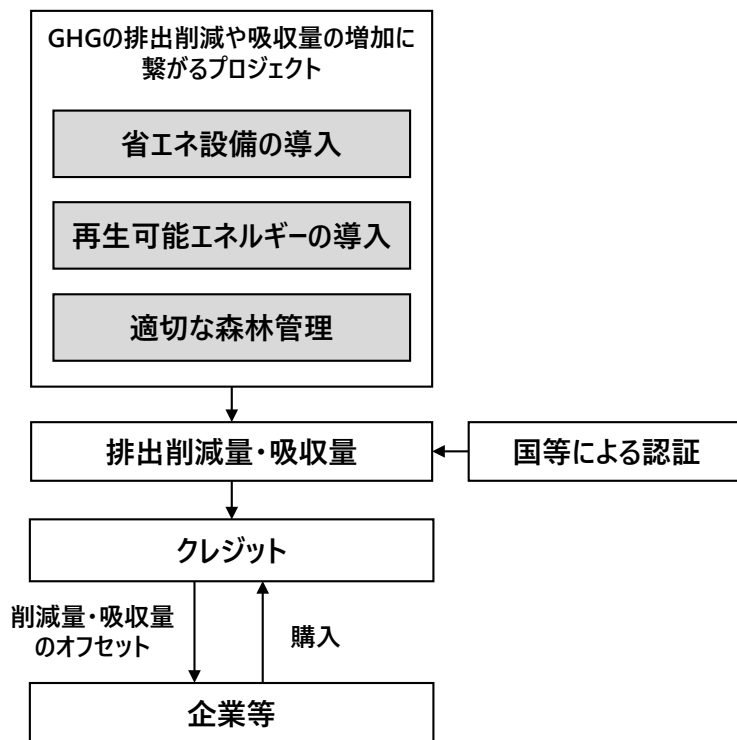 GHGの排出削減や吸収量の増加に
繋がるプロジェクト
省エネ設備の導入
再生可能エネルギーの導入
適切な森林管理
排出削減量・吸収量
国等による認証
クレジット
削減量・吸収量
のオフセット
購入
企業等